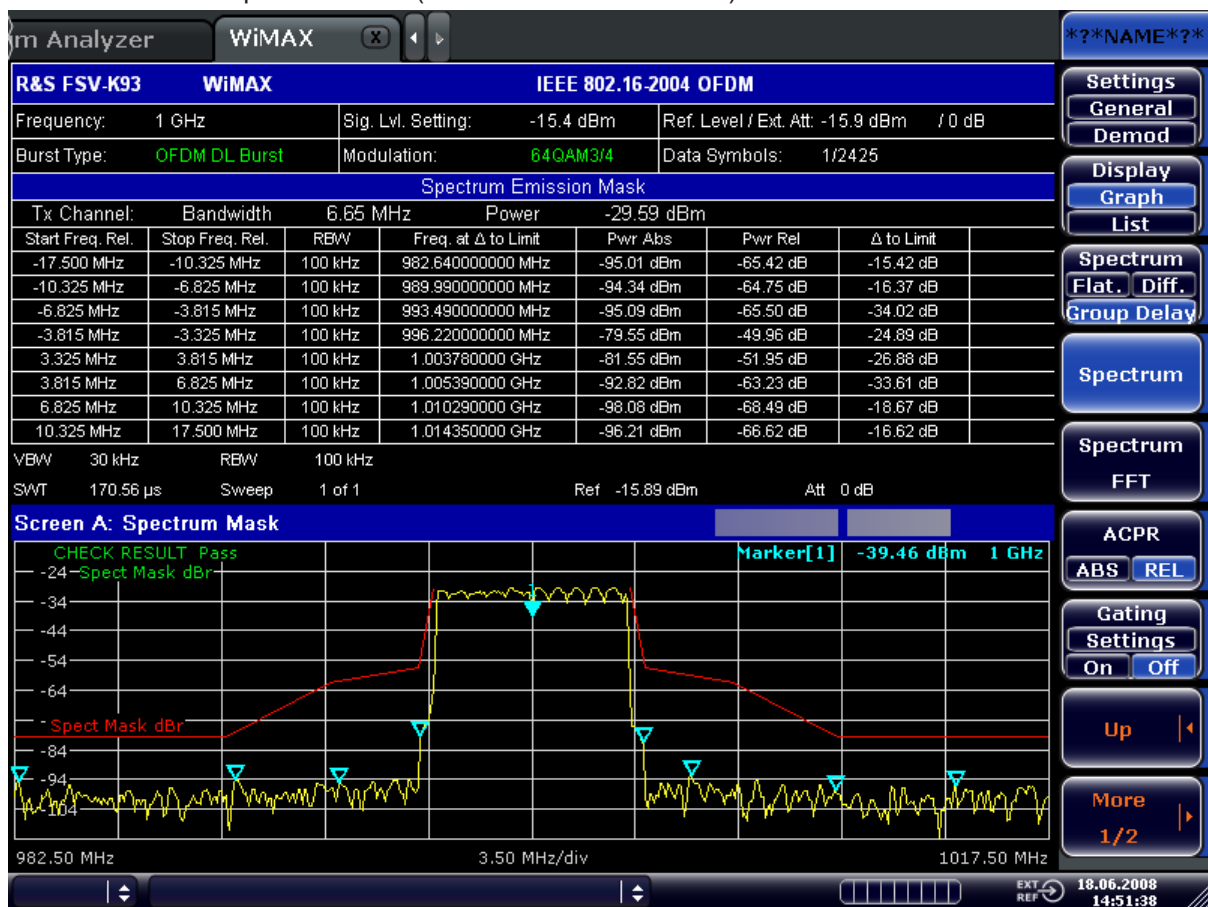 m Analyzer WiMAX X
*?*NAME*?*
R&S FSV-K93 WiMAX IEEE 802.16-2004 OFDM
Frequency: 1 GHz Sig. Lvl. Setting: -15.4 dBm Ref. Level / Ext. Att: -15.9 dBm / 0 dB
Burst Type: OFDM DL Burst Modulation: 64QAM3/4 Data Symbols: 1/2425
Spectrum Emission Mask
Tx Channel: Bandwidth 6.65 MHz Power -29.59 dBm
Start Freq. Rel. Stop Freq. Rel. RBW Freq. at Δ to Limit Pwr Abs Pwr Rel Δ to Limit
-17.500 MHz -10.325 MHz 100 kHz 982.640000000 MHz -95.01 dBm -65.42 dB -15.42 dB
-10.325 MHz -6.825 MHz 100 kHz 989.990000000 MHz -94.34 dBm -64.75 dB -16.37 dB
-6.825 MHz -3.815 MHz 100 kHz 993.490000000 MHz -95.09 dBm -65.50 dB -34.02 dB
-3.815 MHz -3.325 MHz 100 kHz 996.220000000 MHz -79.55 dBm -49.96 dB -24.89 dB
3.325 MHz 3.815 MHz 100 kHz 1.003780000 GHz -81.55 dBm -51.95 dB -26.88 dB
3.815 MHz 6.825 MHz 100 kHz 1.005390000 GHz -92.82 dBm -63.23 dB -33.61 dB
6.825 MHz 10.325 MHz 100 kHz 1.010290000 GHz -98.08 dBm -68.49 dB -18.67 dB
10.325 MHz 17.500 MHz 100 kHz 1.014350000 GHz -96.21 dBm -66.62 dB -16.62 dB
VBW 30 kHz RBW 100 kHz
SWT 170.56 µs Sweep 1 of 1 Ref -15.89 dBm Att 0 dB
Screen A: Spectrum Mask
CHECK RESULT Pass
Marker[1] -39.46 dBm 1 GHz
-24 Spect Mask dBr
-34
-44
-54
-64
Spect Mask dBr
-84
-94
-104
982.50 MHz 3.50 MHz/div 1017.50 MHz
Settings
General
Demod
Display
Graph
List
Spectrum
Flat. Diff.
Group Delay
Spectrum
Spectrum
FFT
ACPR
ABS REL
Gating
Settings
On Off
Up
More
1/2
EXT
REF
18.06.2008
14:51:38